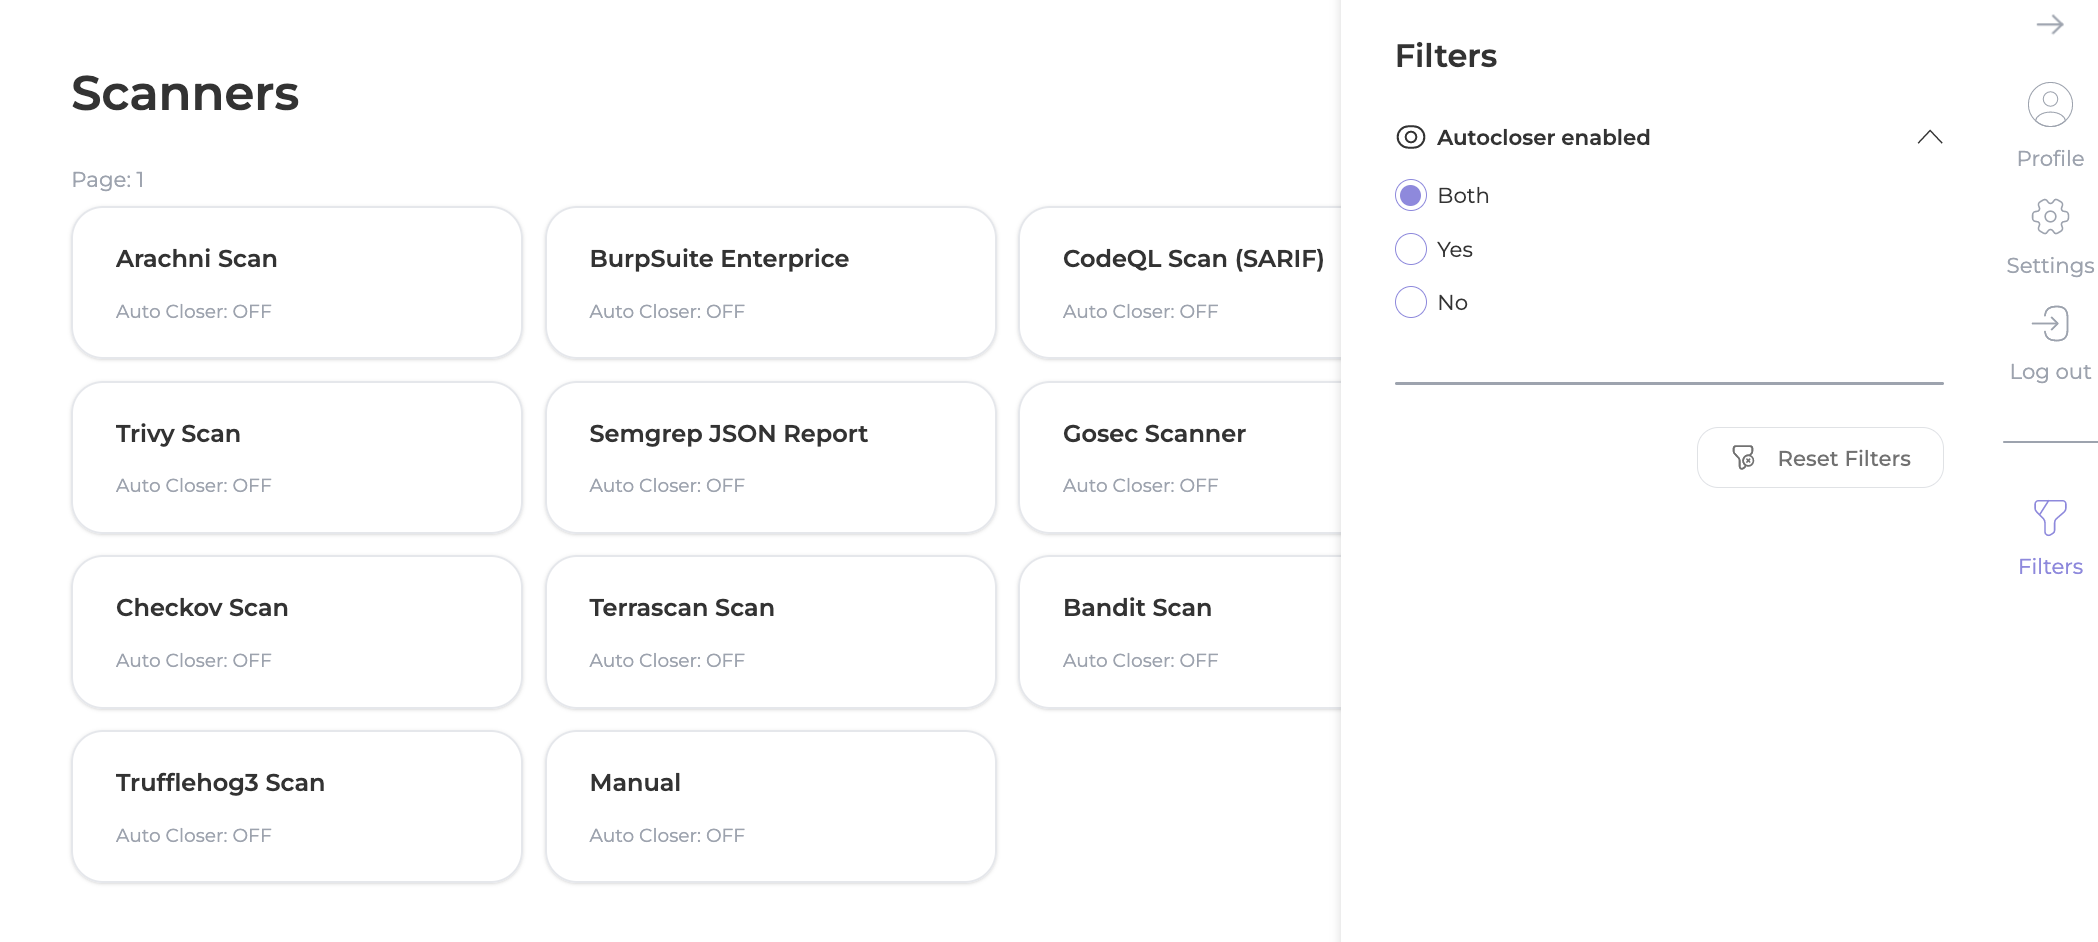 Scanners
Page: 1
Arachni Scan
Auto Closer: OFF
BurpSuite Enterprice
Auto Closer: OFF
CodeQL Scan (SARIF)
Auto Closer: OFF
Trivy Scan
Auto Closer: OFF
Semgrep JSON Report
Auto Closer: OFF
Gosec Scanner
Auto Closer: OFF
Checkov Scan
Auto Closer: OFF
Terrascan Scan
Auto Closer: OFF
Bandit Scan
Auto Closer: OFF
Trufflehog3 Scan
Auto Closer: OFF
Manual
Auto Closer: OFF
Filters
Autocloser enabled
Both
Yes
No
Reset Filters
Profile
Settings
Log out
Filters